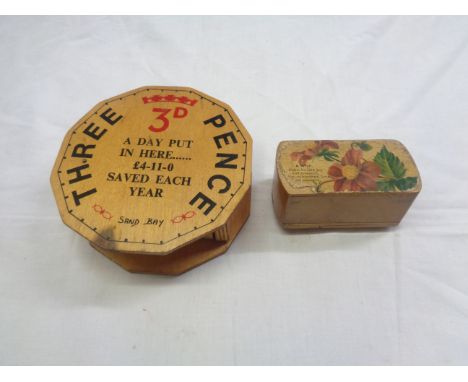 THREE PENCE
3D
A DAY PUT
IN HERE......
£4-11-0
SAVED EACH
YEAR
SAND BAY